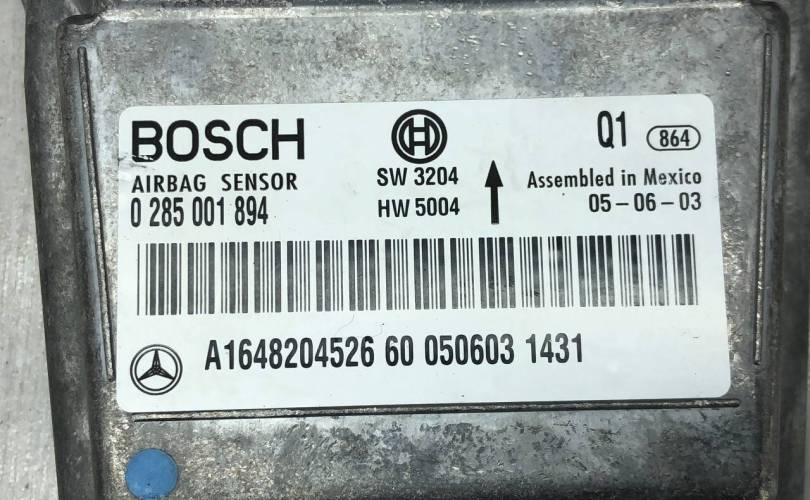 BOSCH
Q1 864
AIRBAG SENSOR SW 3204 Assembled in Mexico
0 285 001 894 HW 5004 05-06-03
A1648204526 60 050603 1431